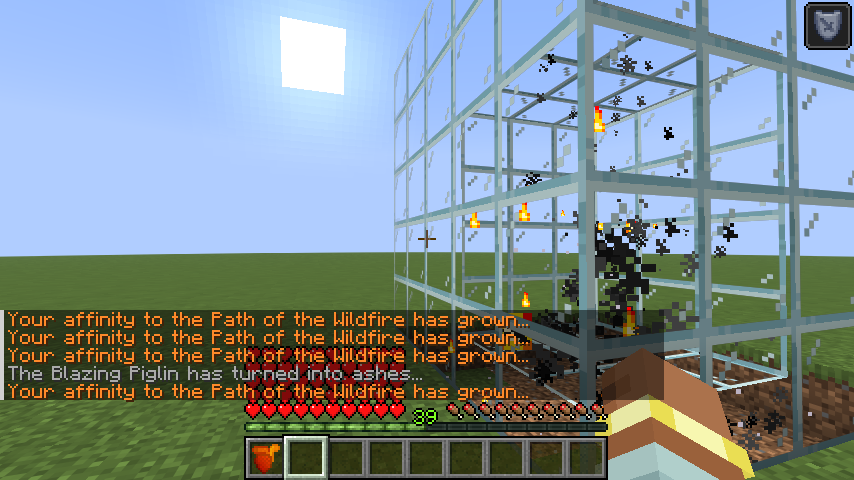 Your affinity to the Path of the Wildfire has grown...
Your affinity to the Path of the Wildfire has grown...
Your affinity to the Path of the Wildfire has grown...
The Blazing Piglin has turned into ashes...
Your affinity to the Path of the Wildfire has grown...
39